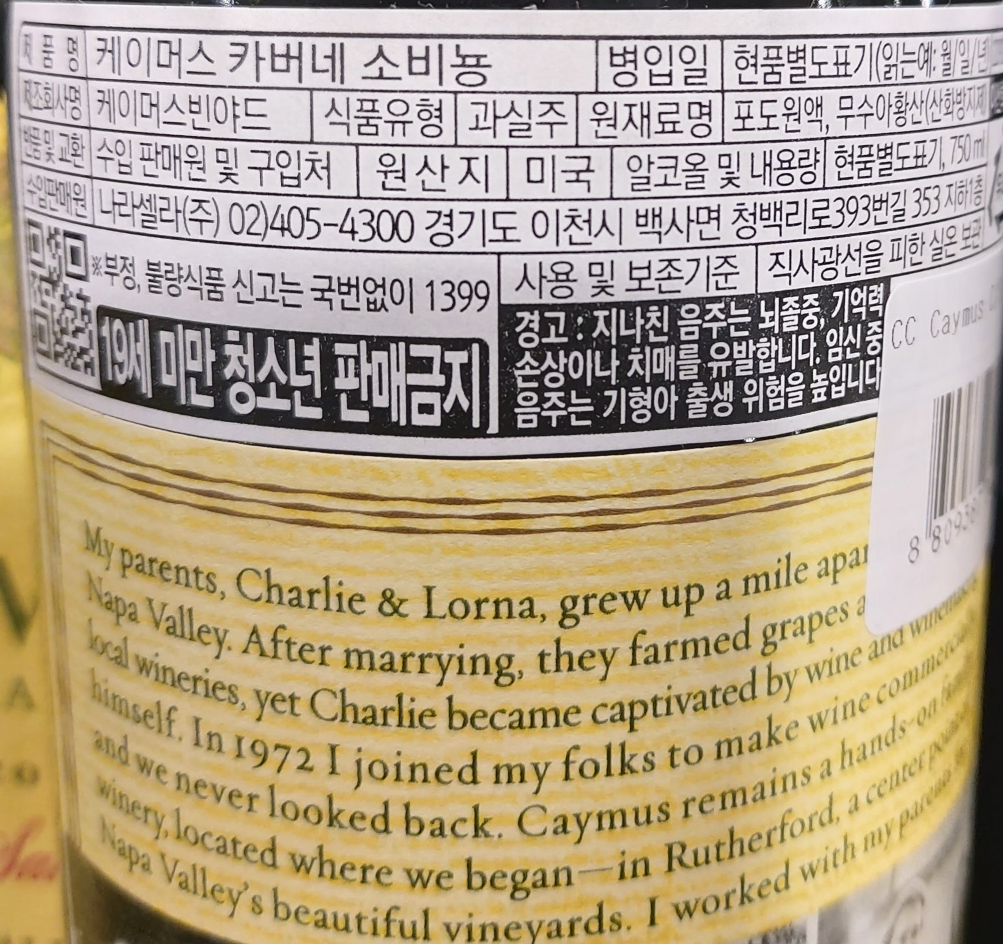 제 품 명 케이머스 카버네 소비뇽 병입일 현품별도표기(읽는예: 월/일/년
제조회사명 케이머스빈야드 식품유형 과실주 원재료명 포도원액, 무수아황산(산화방지제
반품 및 교환 수입 판매원 및 구입처 원 산 지 미국 알코올 및 내용량 현품별도표기, 750 ml
수입판매원 나라셀라(주) 02)405-4300 경기도 이천시 백사면 청백리로393번길 353 지하1층
※부정, 불량식품 신고는 국번없이 1399 사용 및 보존기준 직사광선을 피한 실온 보관
19세 미만 청소년 판매금지
경고 : 지나친 음주는 뇌졸중, 기억력
손상이나 치매를 유발합니다. 임신 중
음주는 기형아 출생 위험을 높입니다
CC Caymus
8 80936
My parents, Charlie & Lorna, grew up a mile apar
Napa Valley. After marrying, they farmed grapes a
local wineries, yet Charlie became captivated by wine and
himself. In 1972 I joined my folks to make wine
and we never looked back. Caymus remains a hands-on
winery, located where we began—in Rutherford, a center
Napa Valley's beautiful vineyards. I worked with my